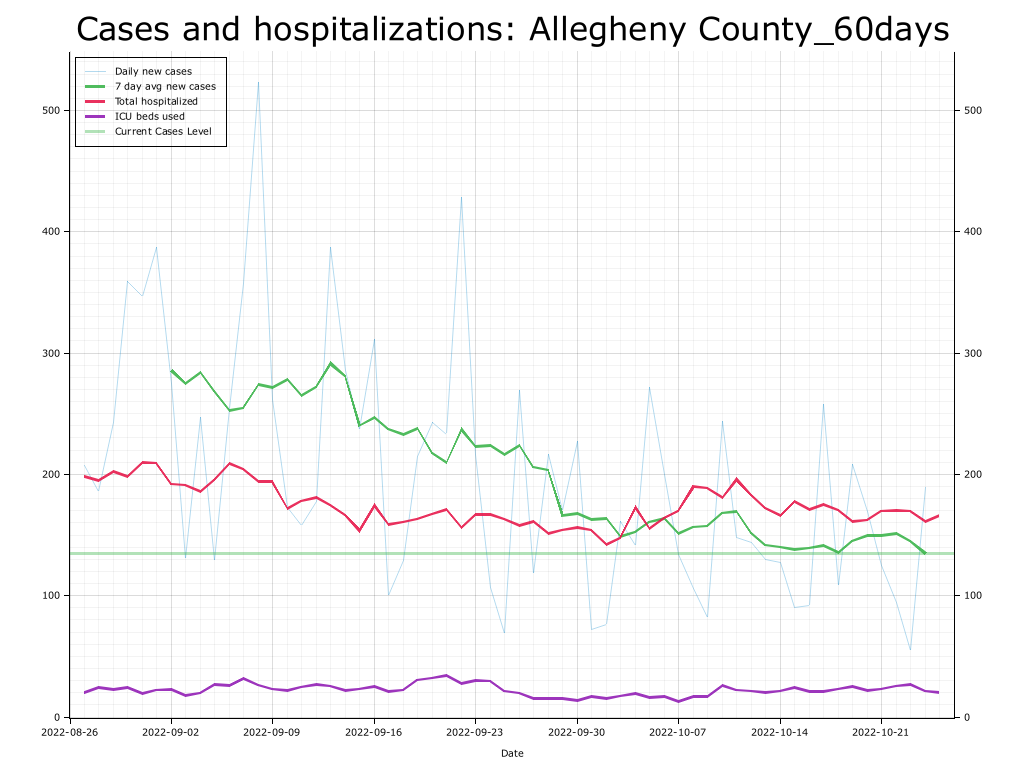 Cases and hospitalizations: Allegheny County_60days
Daily new cases
7 day avg new cases
Total hospitalized
ICU beds used
Current Cases Level
500 500
400 400
300 300
200 200
100 100
0 0
2022-08-26 2022-09-02 2022-09-09 2022-09-16 2022-09-23 2022-09-30 2022-10-07 2022-10-14 2022-10-21
Date